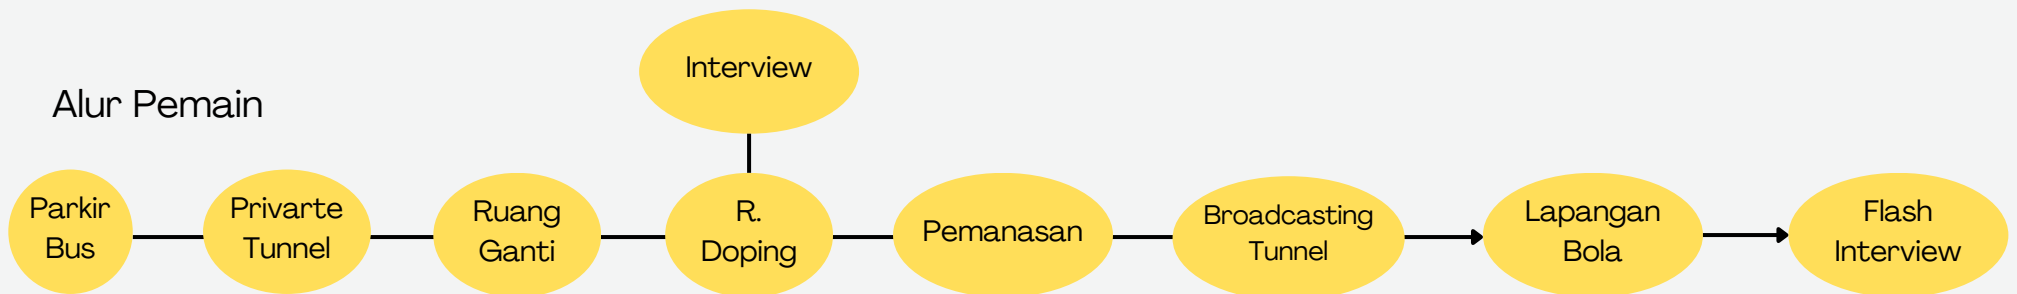 Alur Pemain
Interview
Parkir
Bus
Privarte
Tunnel
Ruang
Ganti
R.
Doping
Pemanasan
Broadcasting
Tunnel
Lapangan
Bola
Flash
Interview